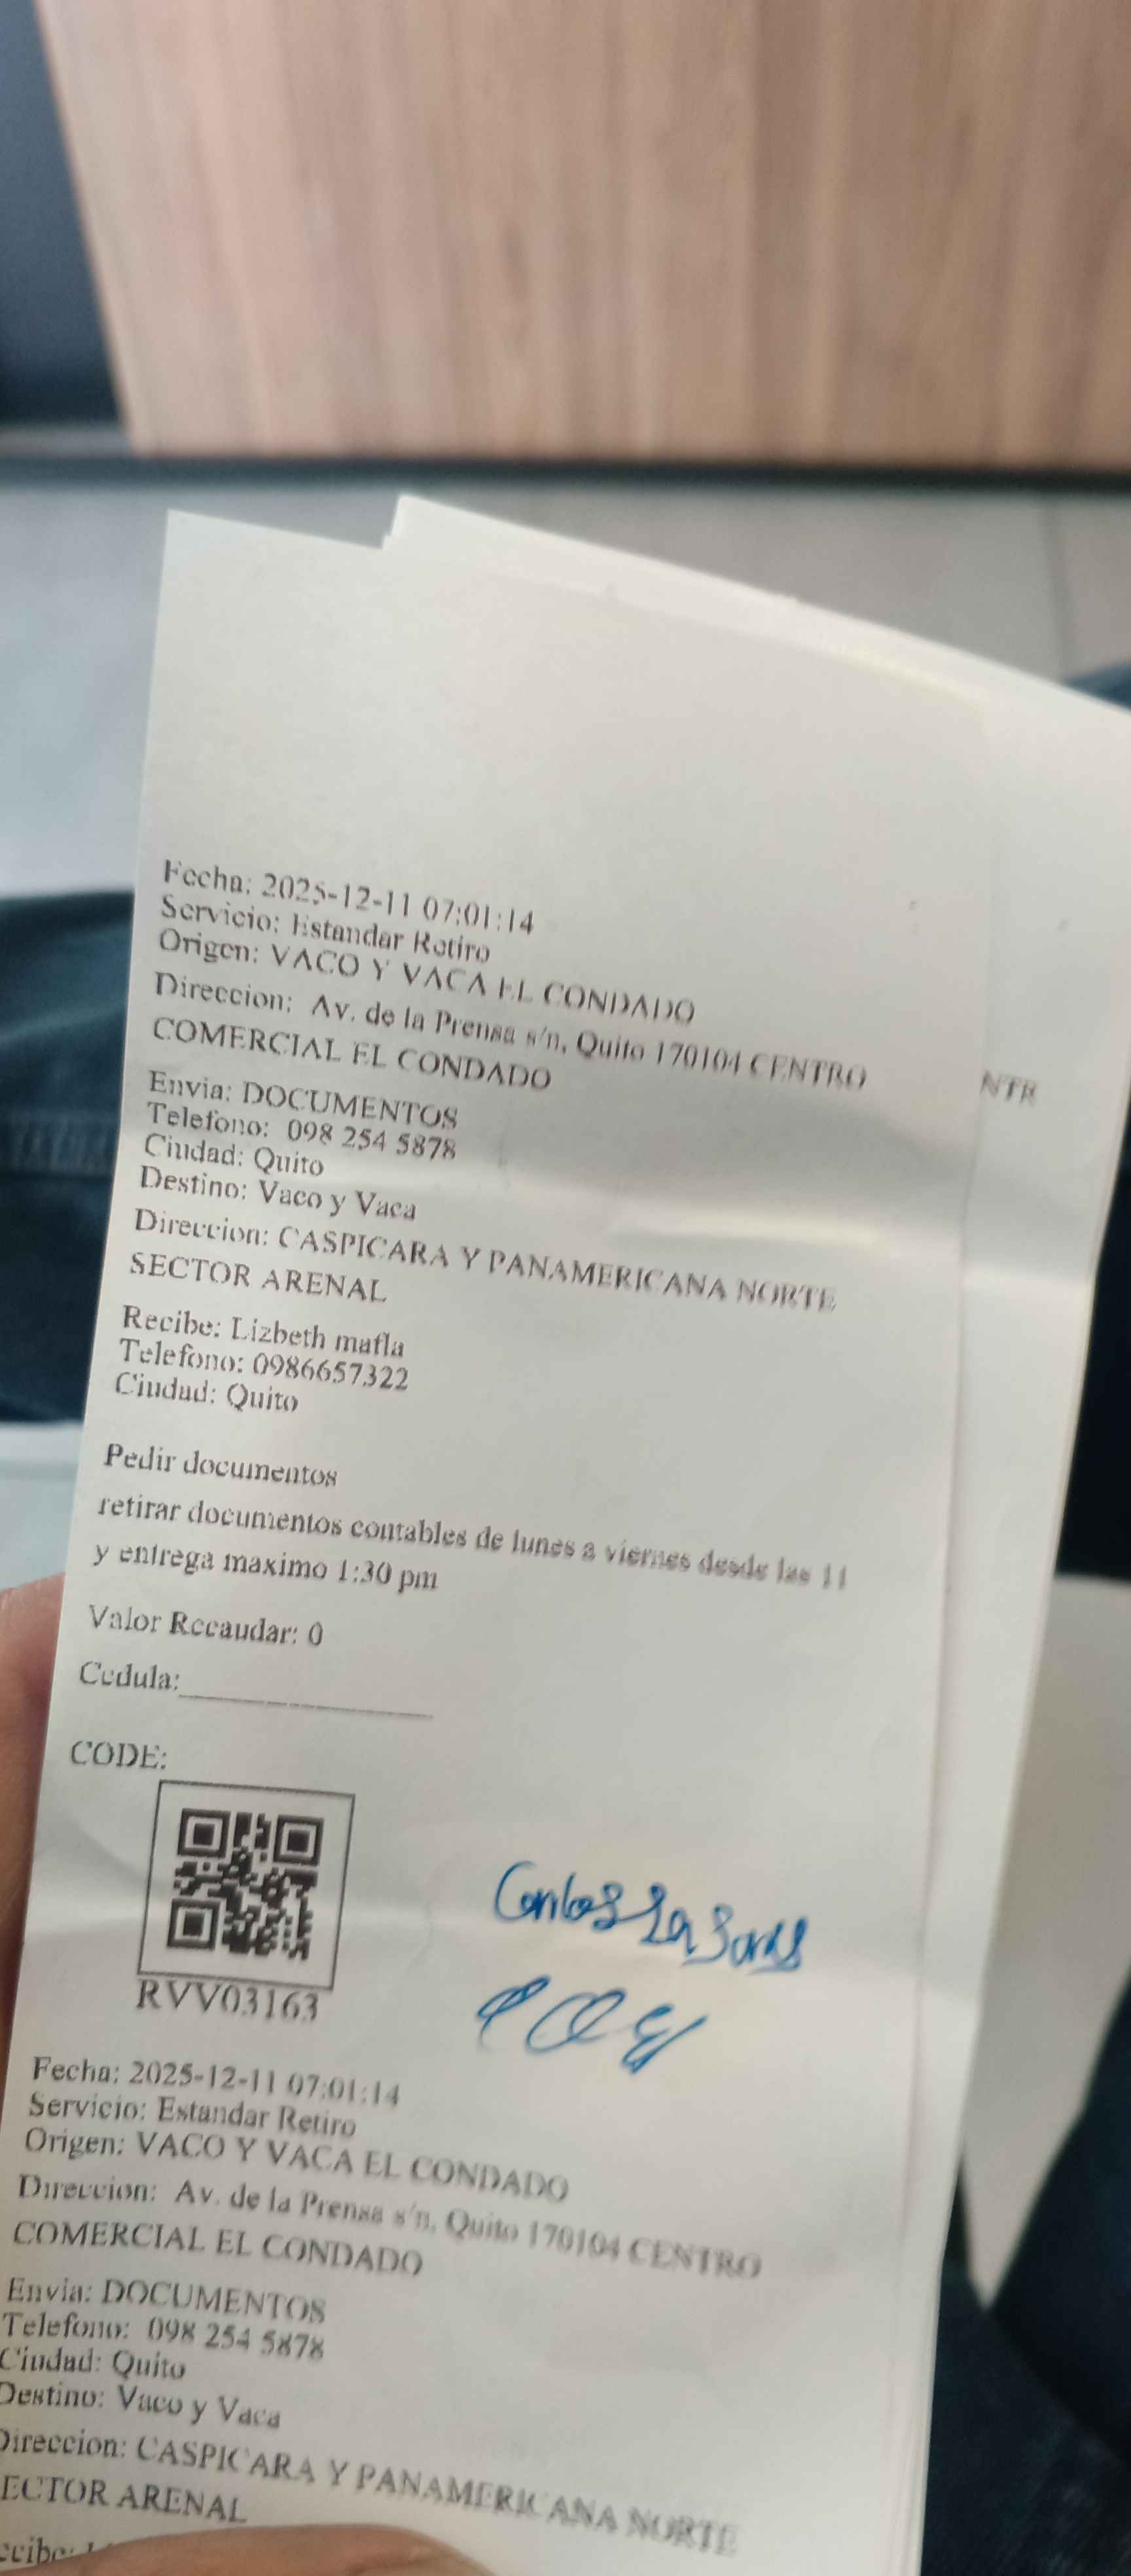 Fecha: 2025-12-11 07:01:14
Servicio: Estandar Retiro
Origen: VACO Y VACA EL CONDADO
Direccion: Av. de la Prensa s/n, Quito 170104 CENTRO
COMERCIAL EL CONDADO
Envia: DOCUMENTOS
Telefono: 098 254 5878
Ciudad: Quito
Destino: Vaco y Vaca
Direccion: CASPICARA Y PANAMERICANA NORTE
SECTOR ARENAL
Recibe: Lizbeth mafla
Telefono: 0986657322
Ciudad: Quito
Pedir documentos
retirar documentos contables de lunes a viernes desde las 11
y entrega maximo 1:30 pm
Valor Recaudar: 0
Cedula:
CODE:
RVV03163
NTR
Fecha: 2025-12-11 07:01:14
Servicio: Estandar Retiro
Origen: VACO Y VACA EL CONDADO
Direccion: Av. de la Prensa s/n, Quito 170104 CENTRO
COMERCIAL EL CONDADO
Envia: DOCUMENTOS
Telefono: 098 254 5878
Ciudad: Quito
Destino: Vaco y Vaca
Direccion: CASPICARA Y PANAMERICANA NORTE
ECTOR ARENAL